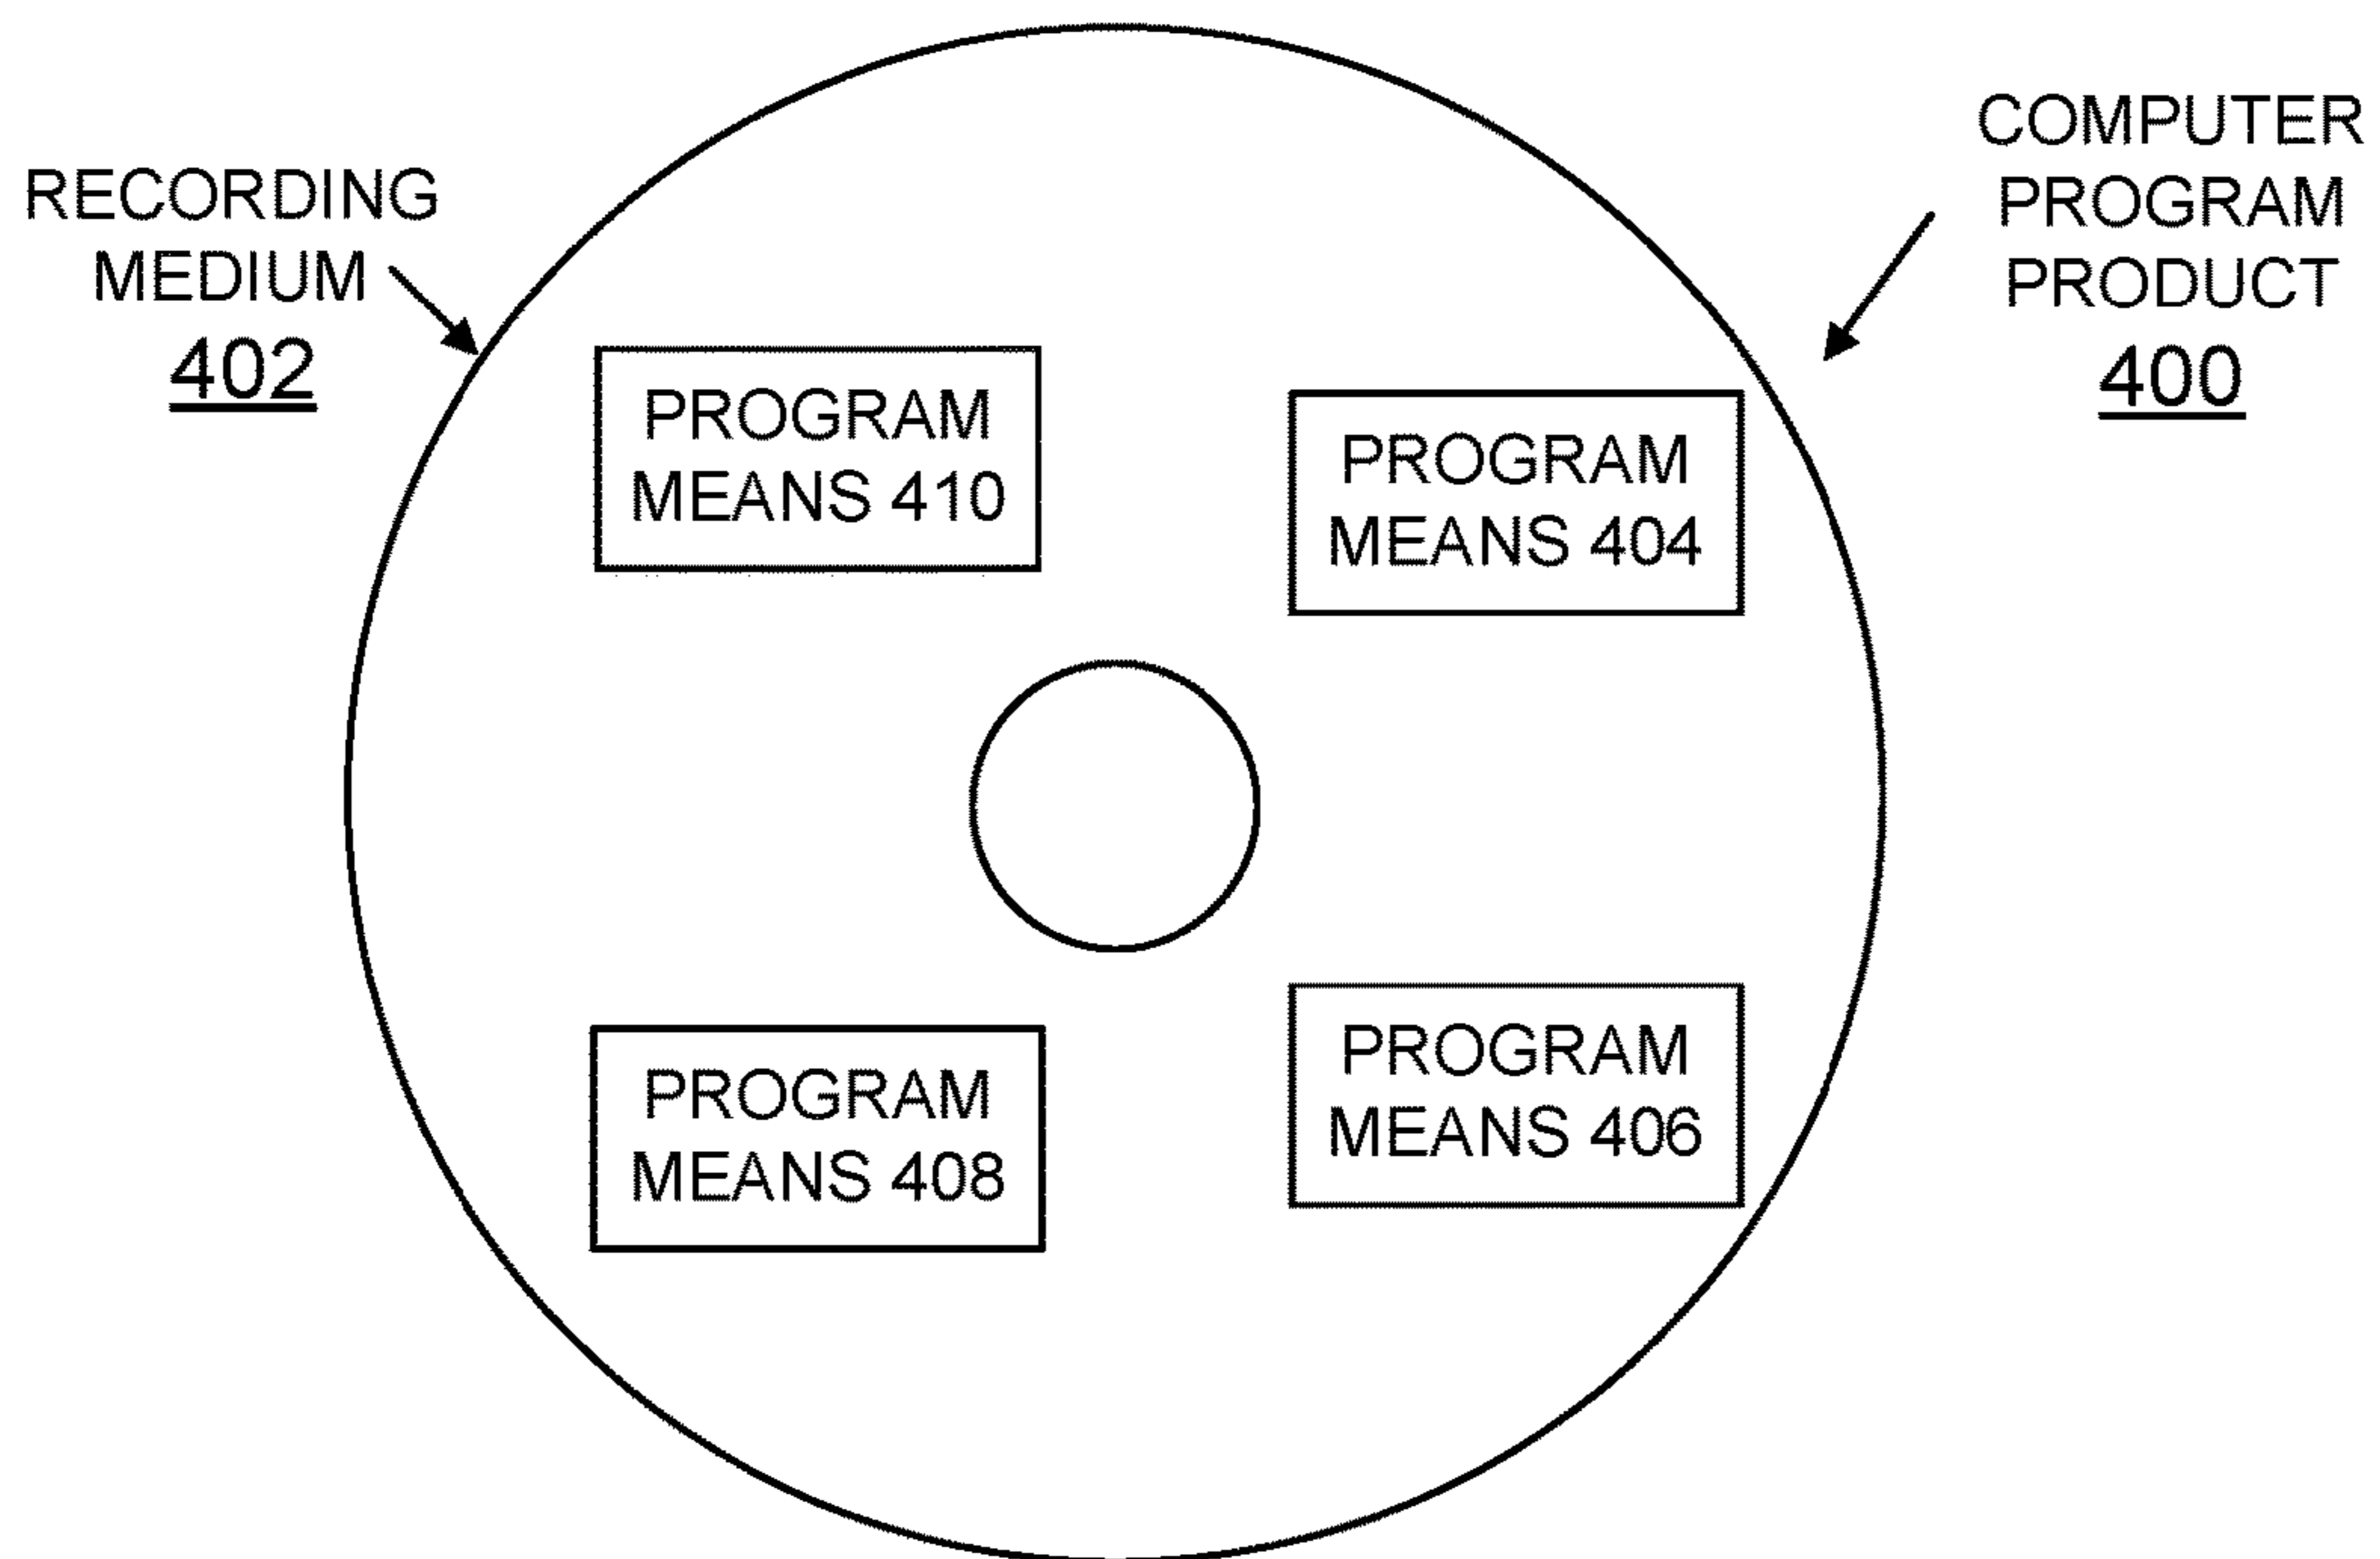 RECORDING
MEDIUM
402
COMPUTER
PROGRAM
PRODUCT
400
PROGRAM
MEANS 410
PROGRAM
MEANS 404
PROGRAM
MEANS 408
PROGRAM
MEANS 406